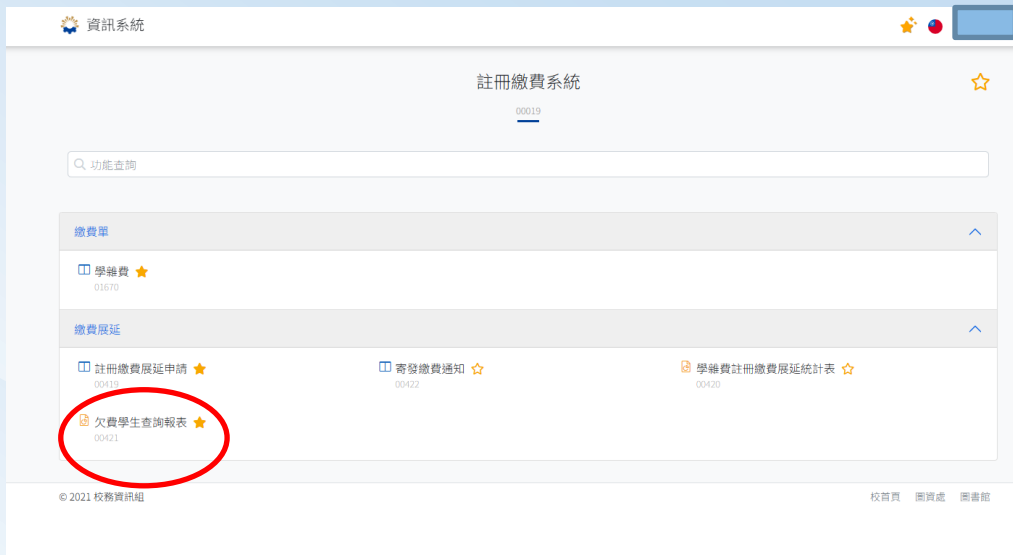 資訊系統
註冊繳費系統
00019
功能查詢
繳費單
學雜費
01670
繳費展延
註冊繳費展延申請
00419
寄發繳費通知
00422
學雜費註冊繳費展延統計表
00420
欠費學生查詢報表
00421
© 2021 校務資訊組
校首頁 圖資處 圖書館